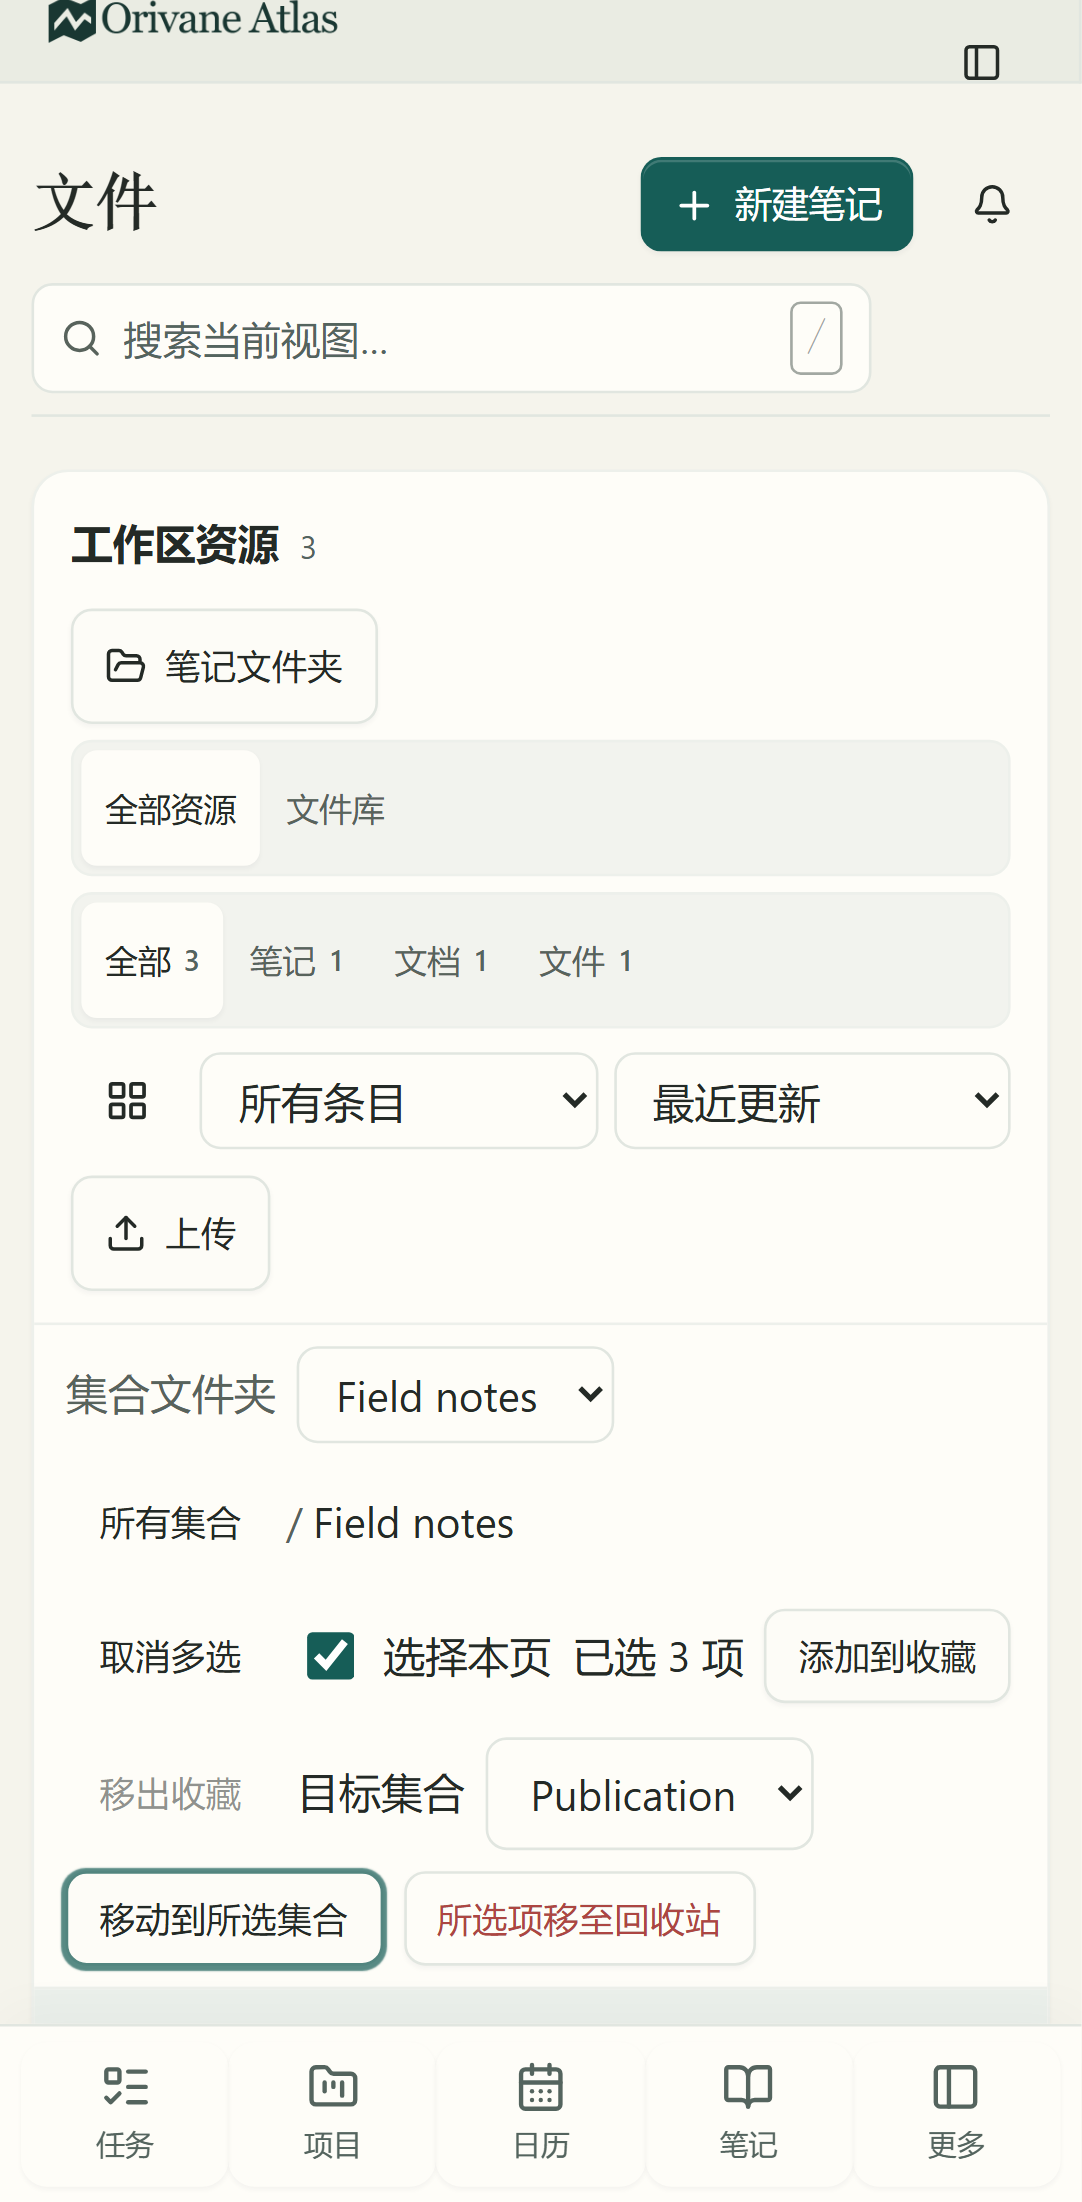 Orivane Atlas
文件
新建笔记
搜索当前视图... /
工作区资源 3
笔记文件夹
全部资源 文件库
全部 3 笔记 1 文档 1 文件 1
所有条目 最近更新
上传
集合文件夹 Field notes
所有集合 / Field notes
取消多选 选择本页 已选 3 项 添加到收藏
移出收藏 目标集合 Publication
移动到所选集合 所选项移至回收站
任务 项目 日历 笔记 更多